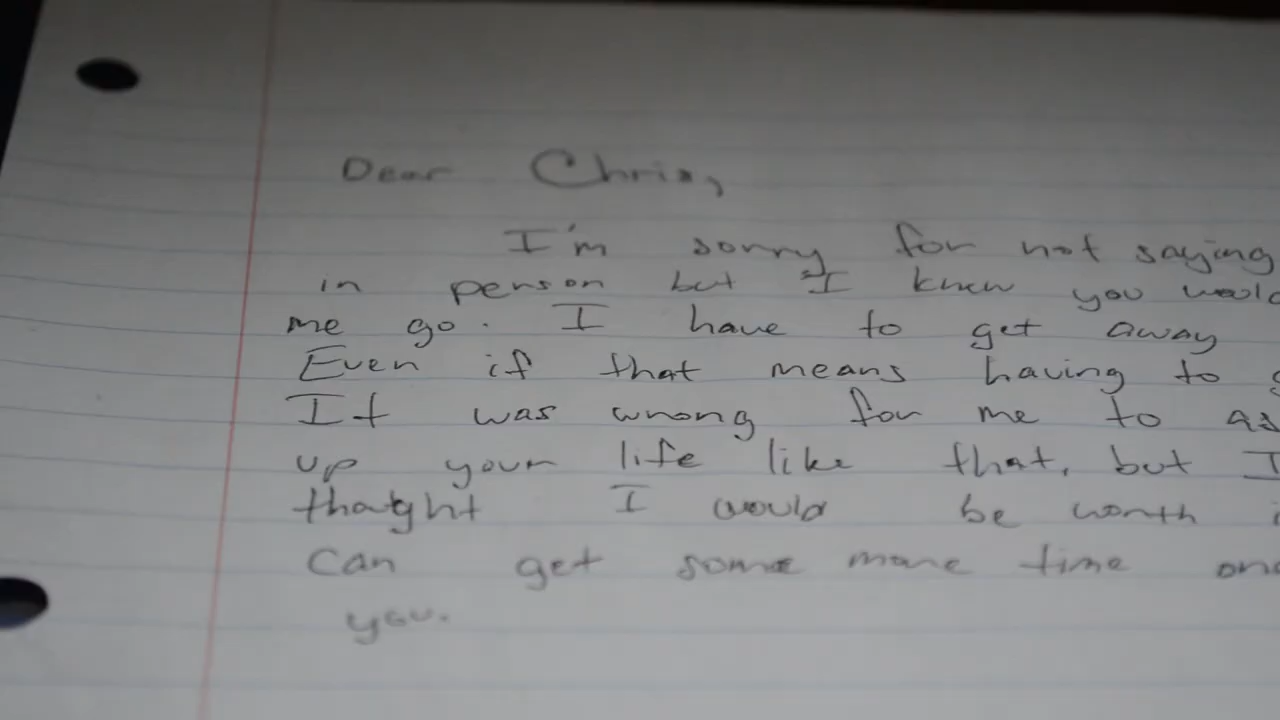 Dear Chris,
I'm sorry for not saying
in person but I knew you would
me go. I have to get away
Even if that means having to
It was wrong for me to as
up your life like that, but I
thought I would be worth
Can get some more time
you.